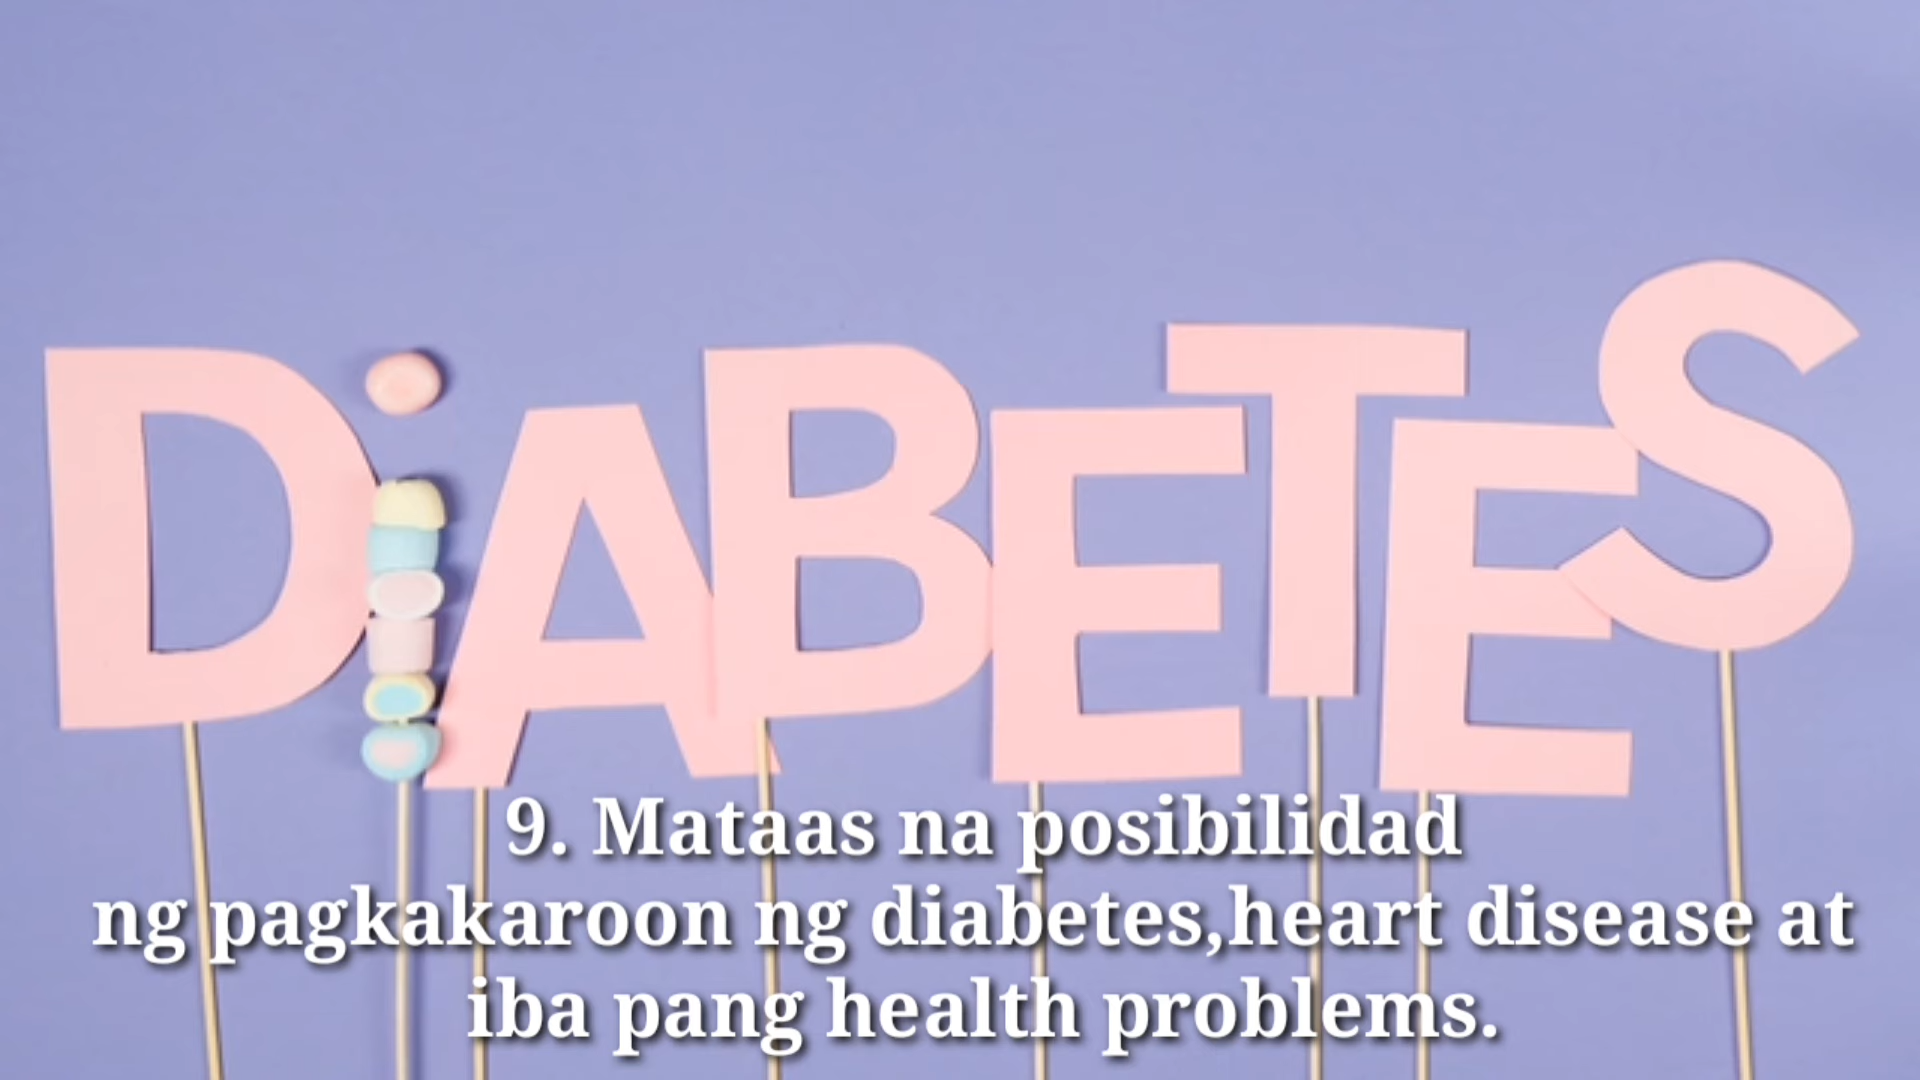 DiABETES
9. Mataas na posibilidad
ng pagkakaroon ng diabetes,heart disease at
iba pang health problems.